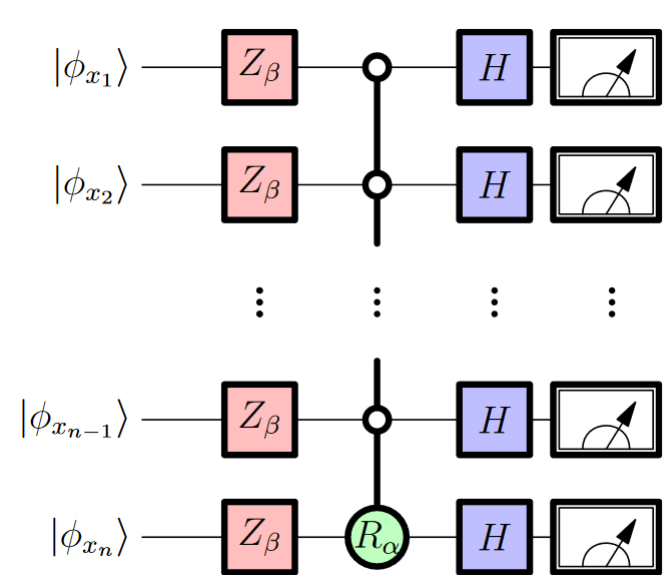 |ϕ_{x_1}⟩ Z_β H
|ϕ_{x_2}⟩ Z_β H
⋮ ⋮ ⋮ ⋮
|ϕ_{x_{n−1}}⟩ Z_β H
|ϕ_{x_n}⟩ Z_β R_α H